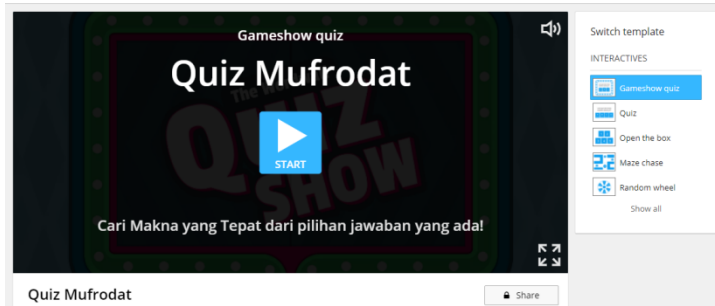 Gameshow quiz
Quiz Mufrodat
The
QUIZ
SHOW
START
Cari Makna yang Tepat dari pilihan jawaban yang ada!
Quiz Mufrodat
Share
Switch template
INTERACTIVES
Gameshow quiz
Quiz
Open the box
Maze chase
Random wheel
Show all